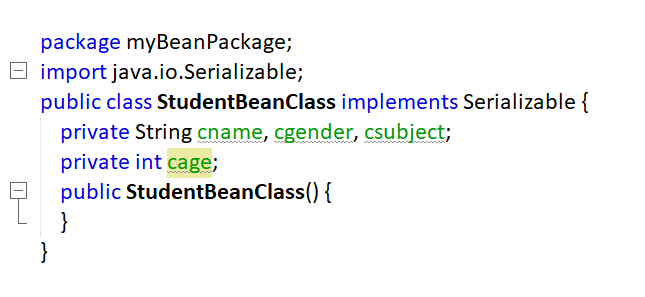 package myBeanPackage;
import java.io.Serializable;
public class StudentBeanClass implements Serializable {
private String cname, cgender, csubject;
private int cage;
public StudentBeanClass() {
}
}